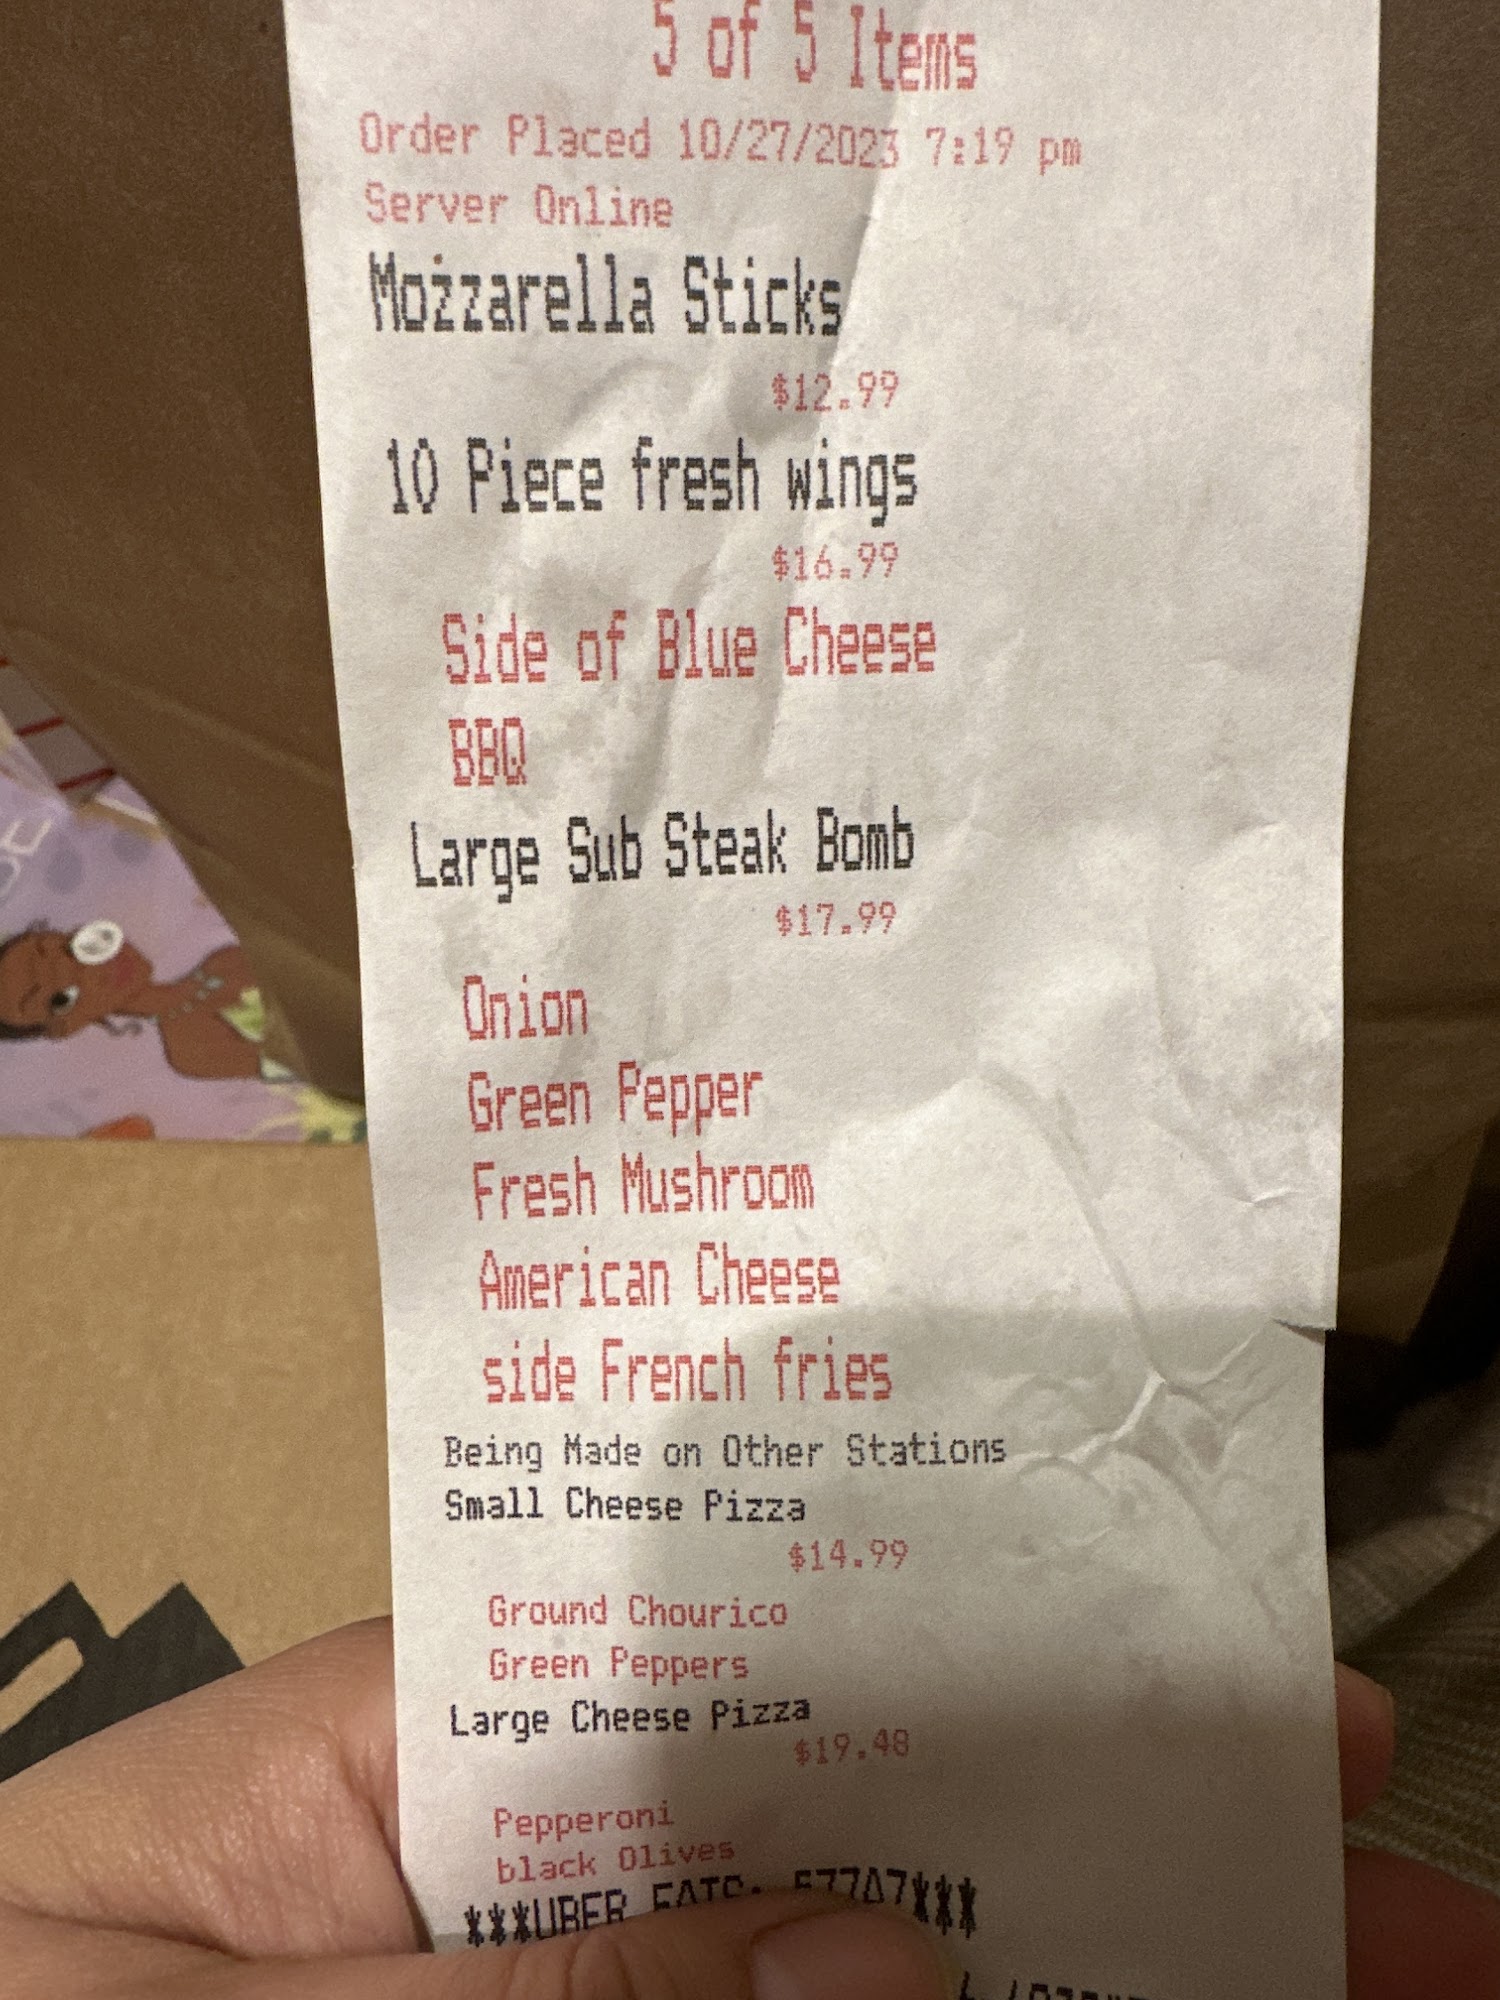 5 of 5 Items
Order Placed 10/27/2023 7:19 pm
Server Online
Mozzarella Sticks
$12.99
10 Piece fresh wings
$16.99
Side of Blue Cheese
BBQ
Large Sub Steak Bomb
$17.99
Onion
Green Pepper
Fresh Mushroom
American Cheese
side French fries
Being Made on Other Stations
Small Cheese Pizza
$14.99
Ground Chourico
Green Peppers
Large Cheese Pizza
$19.48
Pepperoni
black Olives
***UBER EATS: